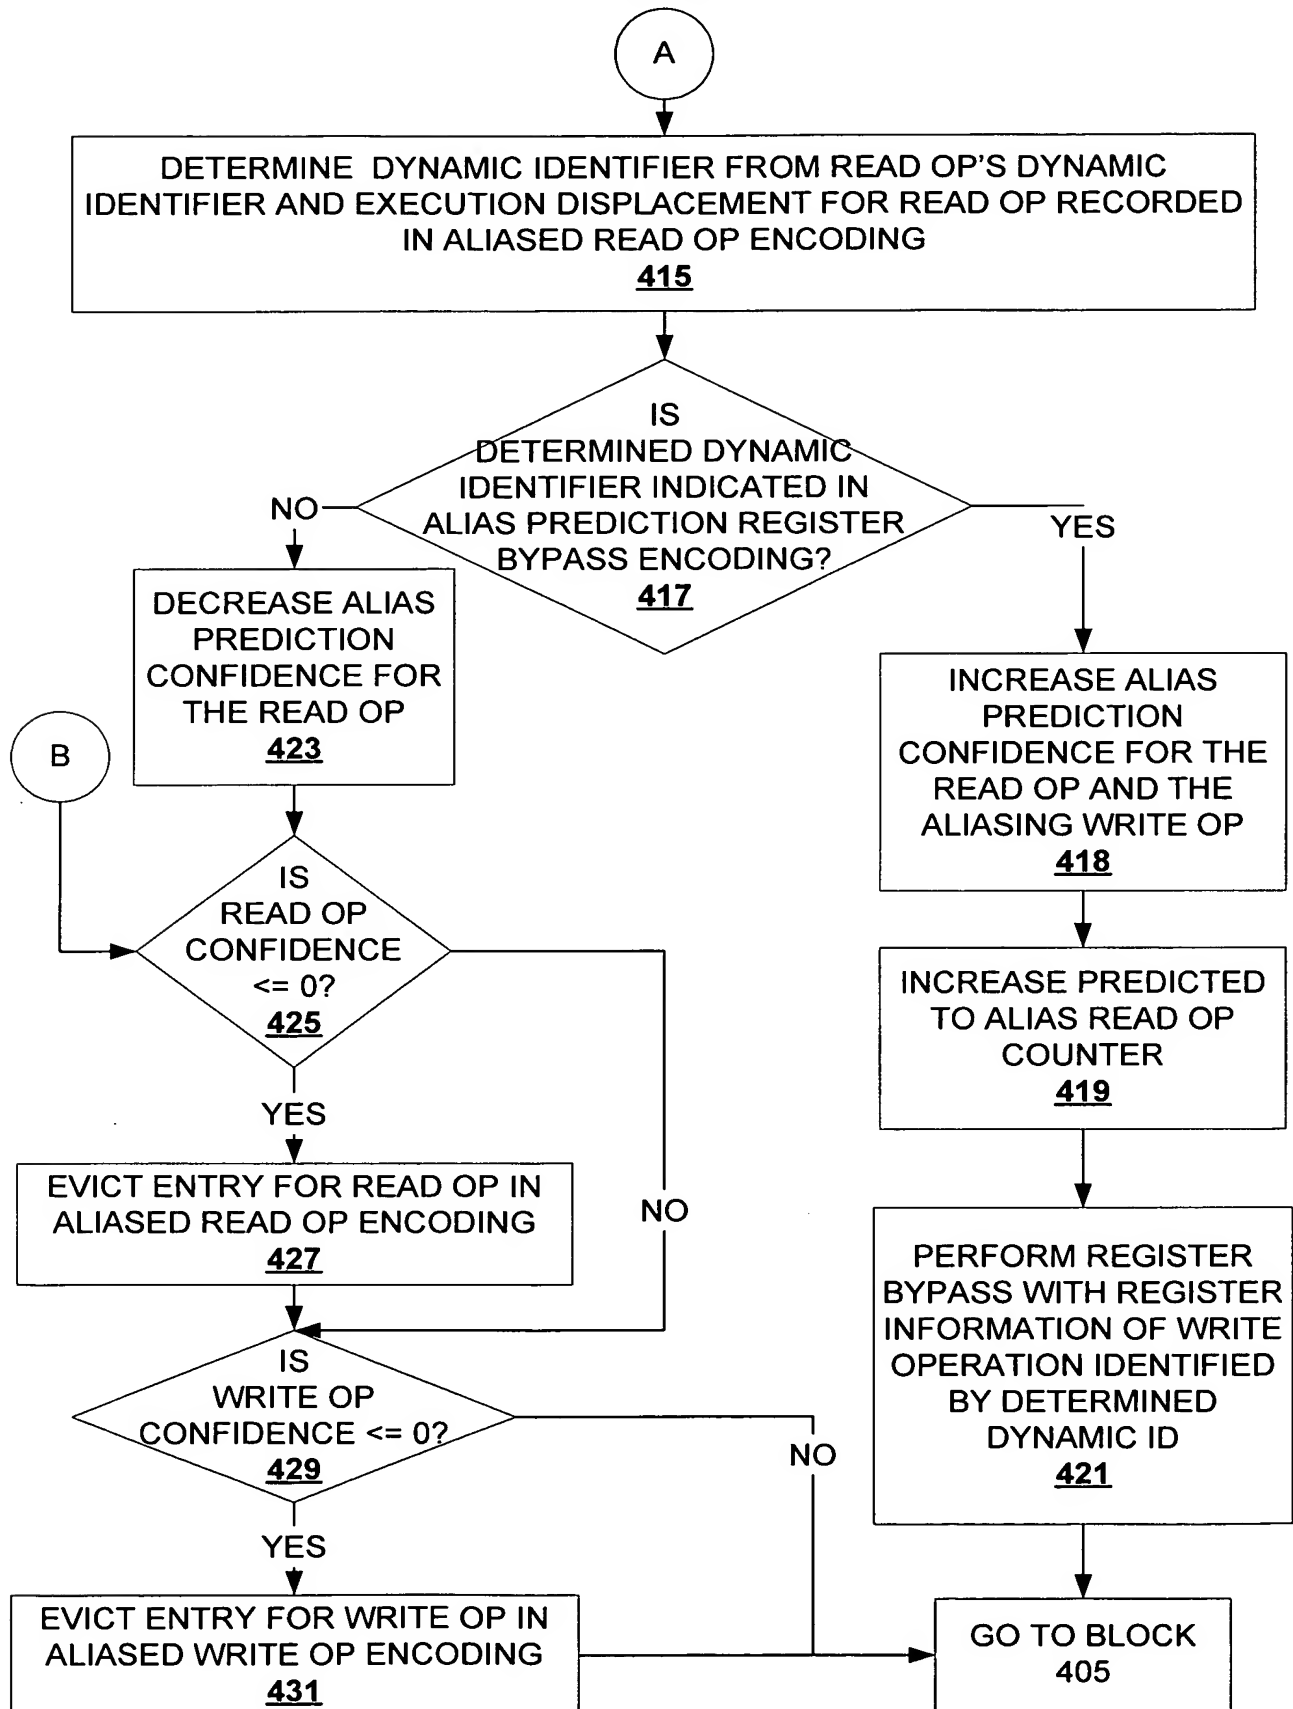 A
DETERMINE DYNAMIC IDENTIFIER FROM READ OP'S DYNAMIC
IDENTIFIER AND EXECUTION DISPLACEMENT FOR READ OP RECORDED
IN ALIASED READ OP ENCODING
415
IS
DETERMINED DYNAMIC
IDENTIFIER INDICATED IN
ALIAS PREDICTION REGISTER
BYPASS ENCODING?
417
NO
YES
DECREASE ALIAS
PREDICTION
CONFIDENCE FOR
THE READ OP
423
INCREASE ALIAS
PREDICTION
CONFIDENCE FOR THE
READ OP AND THE
ALIASING WRITE OP
418
B
IS
READ OP
CONFIDENCE
<= 0?
425
INCREASE PREDICTED
TO ALIAS READ OP
COUNTER
419
YES
NO
EVICT ENTRY FOR READ OP IN
ALIASED READ OP ENCODING
427
PERFORM REGISTER
BYPASS WITH REGISTER
INFORMATION OF WRITE
OPERATION IDENTIFIED
BY DETERMINED
DYNAMIC ID
421
IS
WRITE OP
CONFIDENCE <= 0?
429
NO
YES
EVICT ENTRY FOR WRITE OP IN
ALIASED WRITE OP ENCODING
431
GO TO BLOCK
405